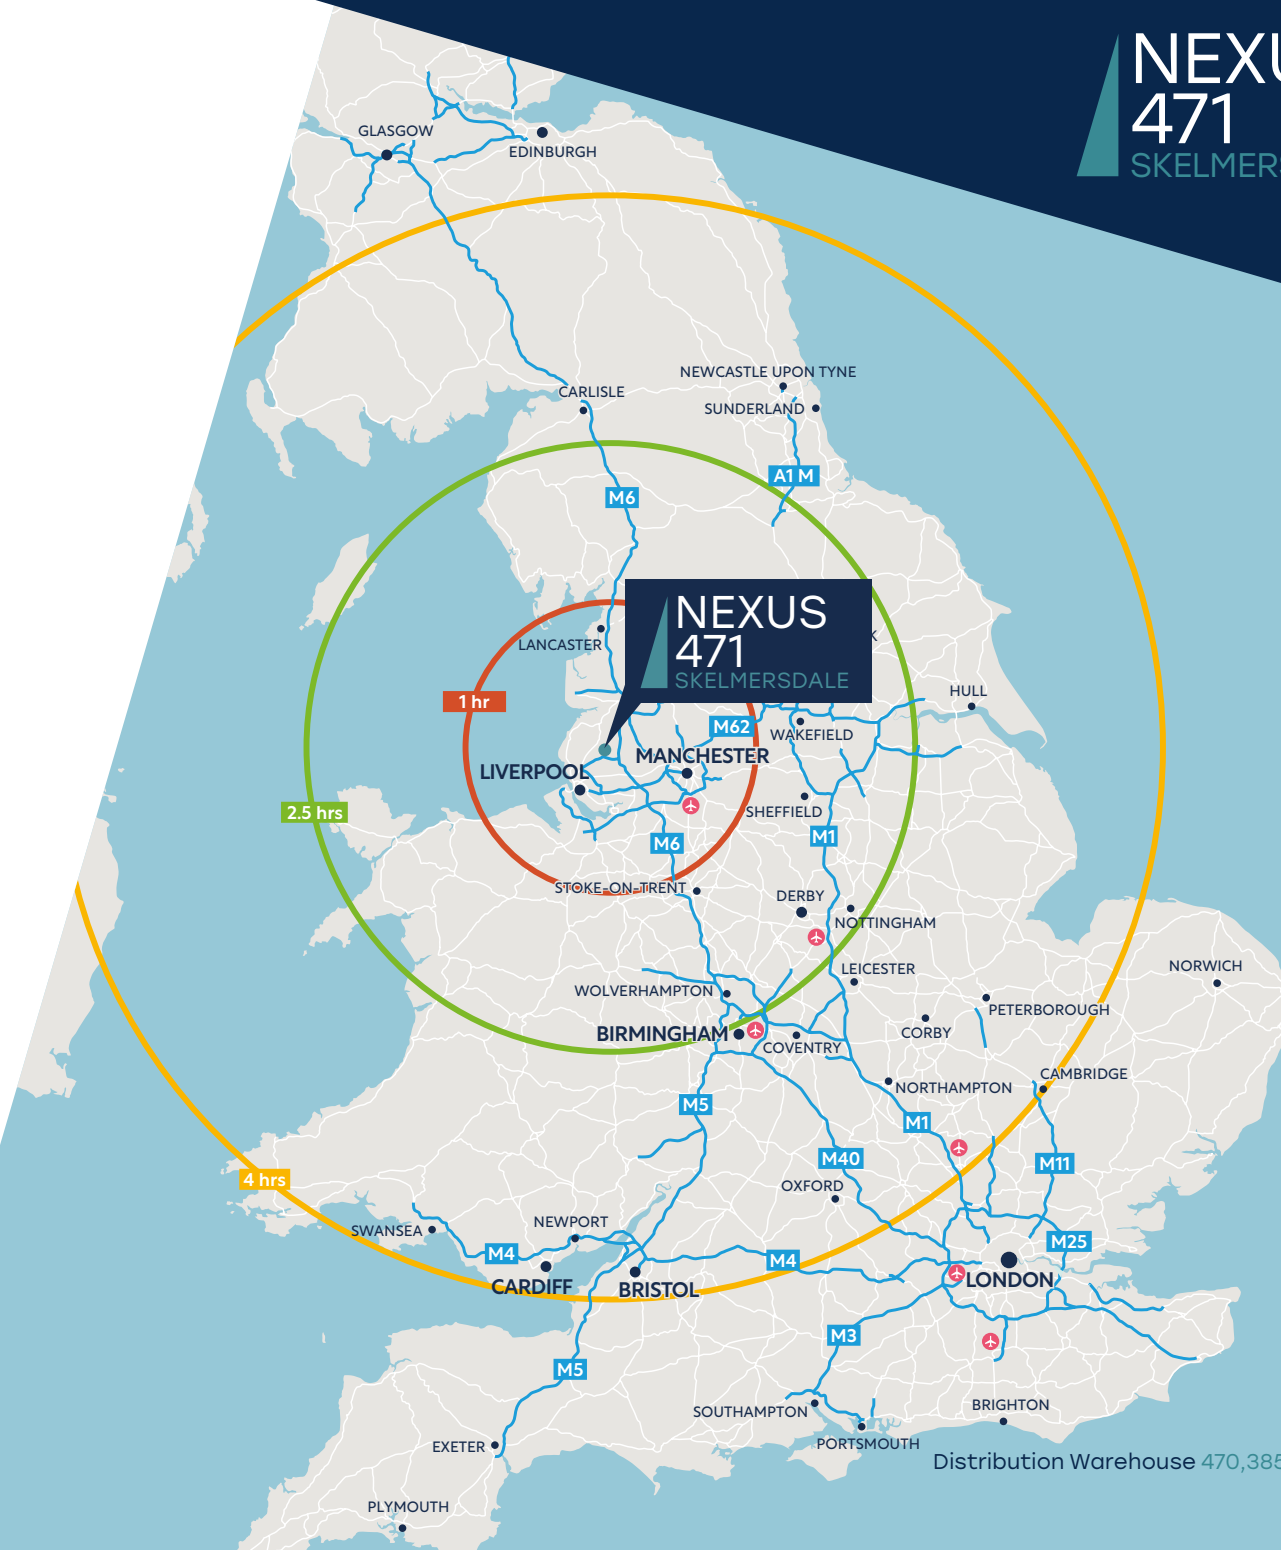 NEXU
471
SKELMERS
GLASGOW
EDINBURGH
NEWCASTLE UPON TYNE
CARLISLE
SUNDERLAND
A1 M
M6
NEXUS
471
SKELMERSDALE
LANCASTER
K
HULL
1 hr
M62
WAKEFIELD
MANCHESTER
LIVERPOOL
2.5 hrs
SHEFFIELD
M1
M6
STOKE-ON-TRENT
DERBY
NOTTINGHAM
NORWICH
LEICESTER
WOLVERHAMPTON
PETERBOROUGH
BIRMINGHAM
CORBY
COVENTRY
CAMBRIDGE
NORTHAMPTON
M5
M1
M40
M11
4 hrs
OXFORD
NEWPORT
SWANSEA
M25
M4
M4
LONDON
CARDIFF
BRISTOL
M3
M5
BRIGHTON
SOUTHAMPTON
PORTSMOUTH
EXETER
Distribution Warehouse 470,385
PLYMOUTH